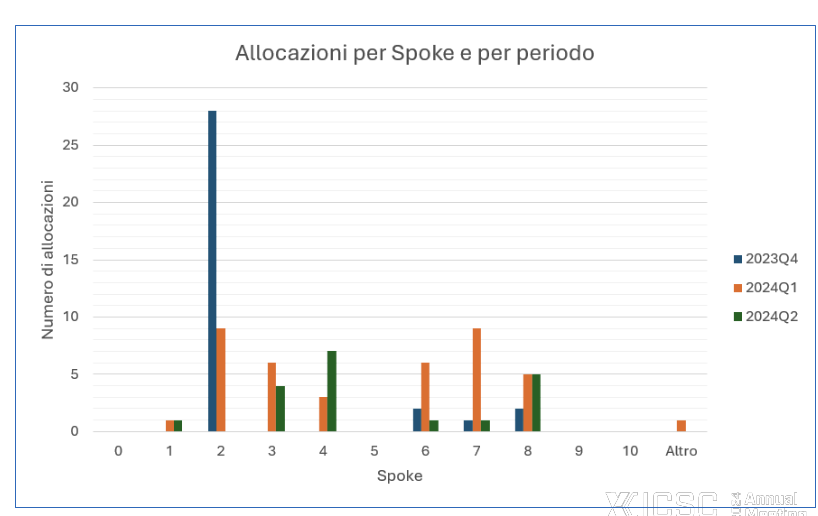 Allocazioni per Spoke e per periodo
30
25
20
15
10
5
0
Numero di allocazioni
0 1 2 3 4 5 6 7 8 9 10 Altro
Spoke
2023Q4
2024Q1
2024Q2
ICSC
Annual
Meeting